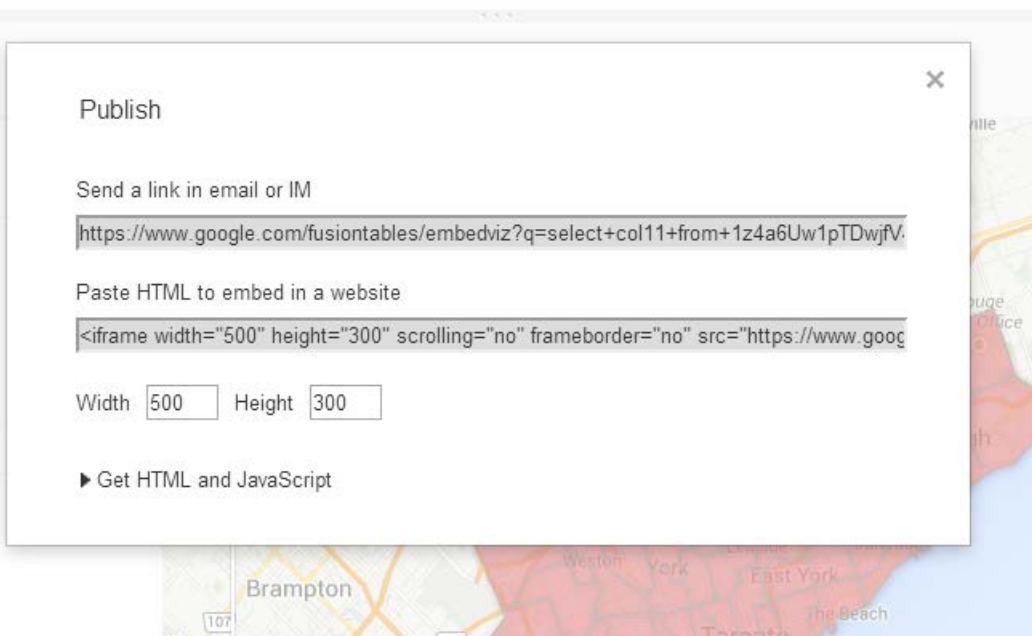 Publish
Send a link in email or IM
https://www.google.com/fusiontables/embedviz?q=select+col11+from+1z4a6Uw1pTDwjfV
Paste HTML to embed in a website
<iframe width="500" height="300" scrolling="no" frameborder="no" src="https://www.goog
Width 500 Height 300
Get HTML and JavaScript
Weston York East York
Brampton
The Beach
107
Toronto